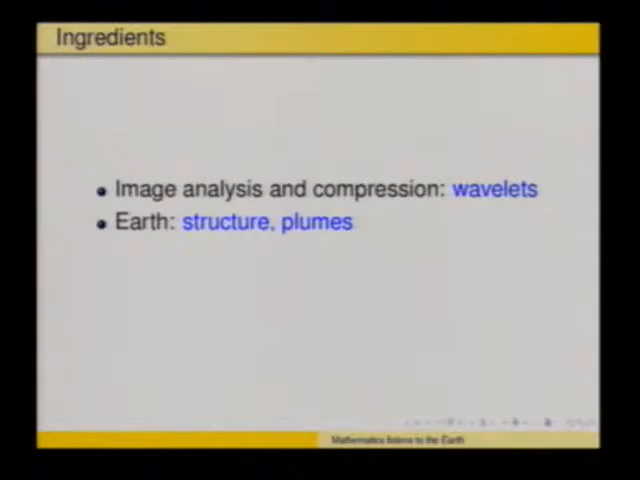 Ingredients
Image analysis and compression: wavelets
Earth: structure, plumes
Mathematics listens to the Earth